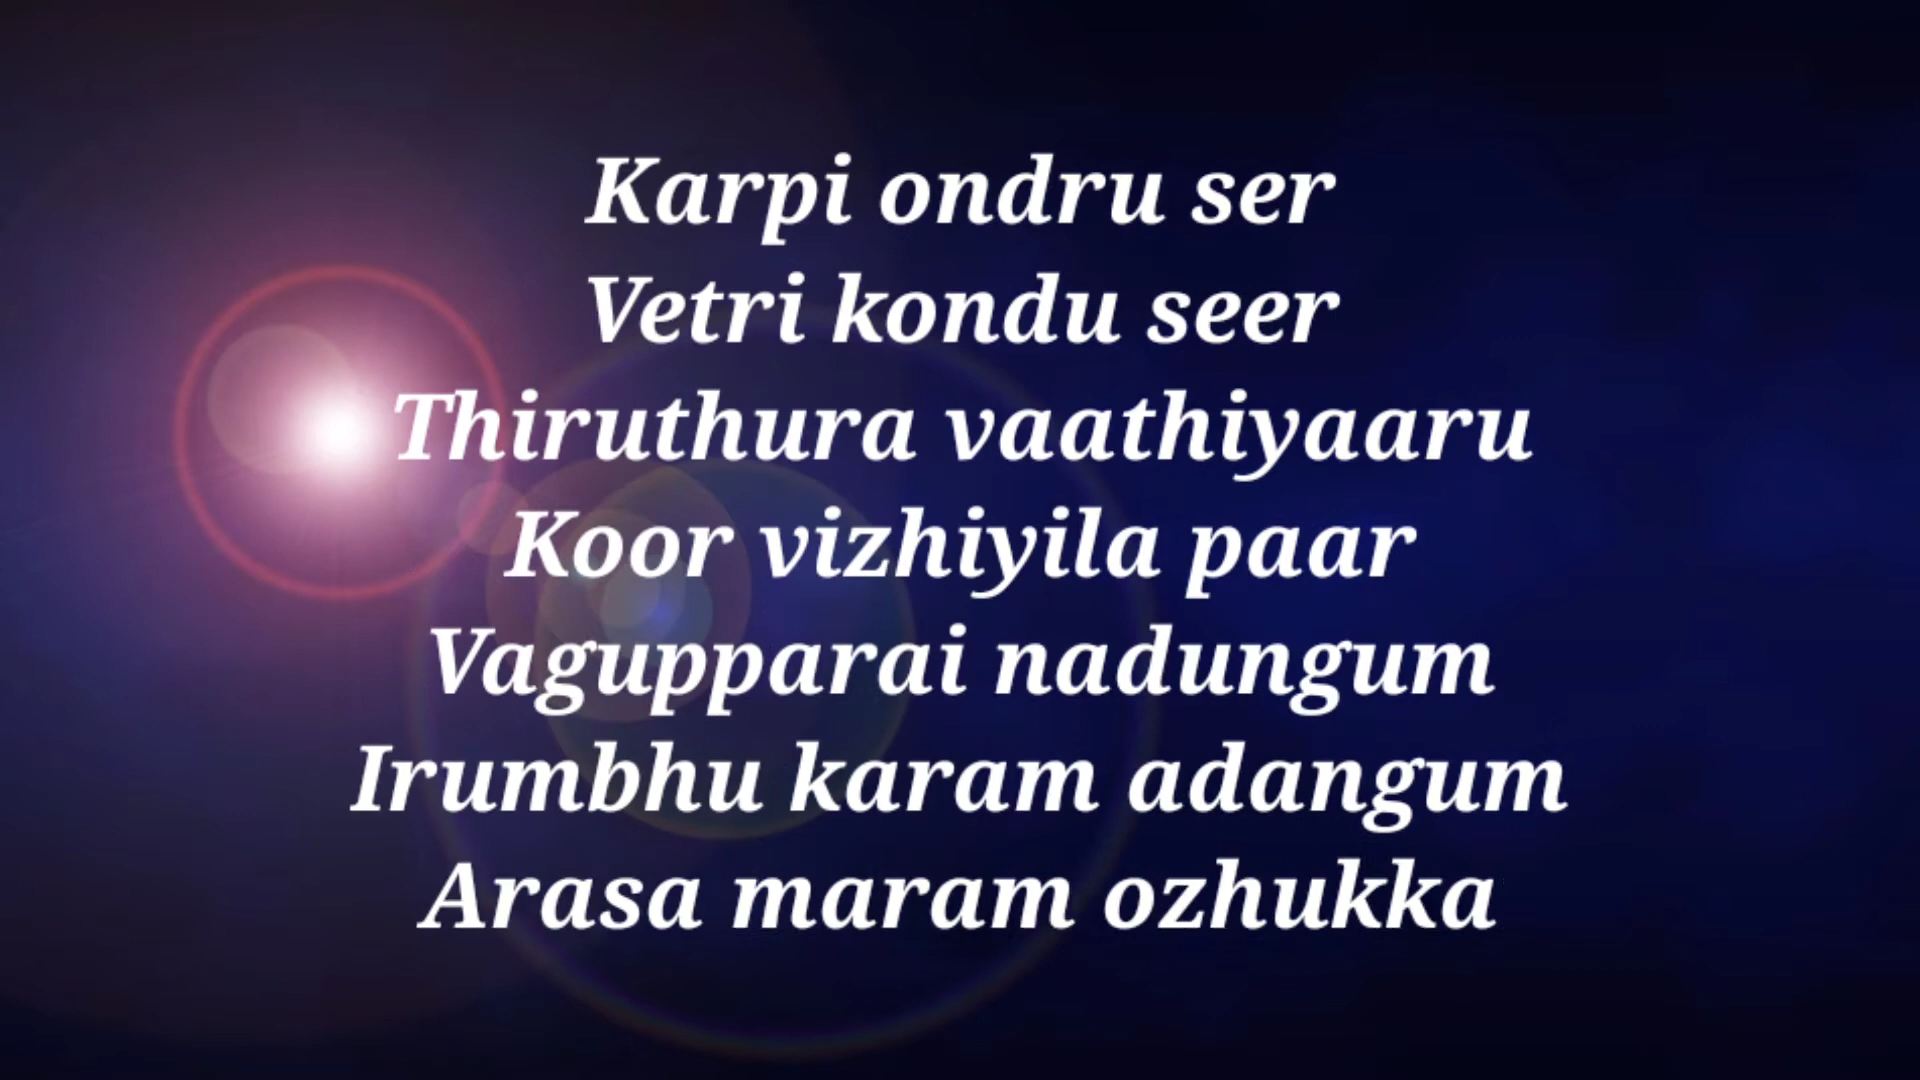 Karpi ondru ser
Vetri kondu seer
Thiruthura vaathiyaaru
Koor vizhiyila paar
Vagupparai nadungum
Irumbhu karam adangum
Arasa maram ozhukka